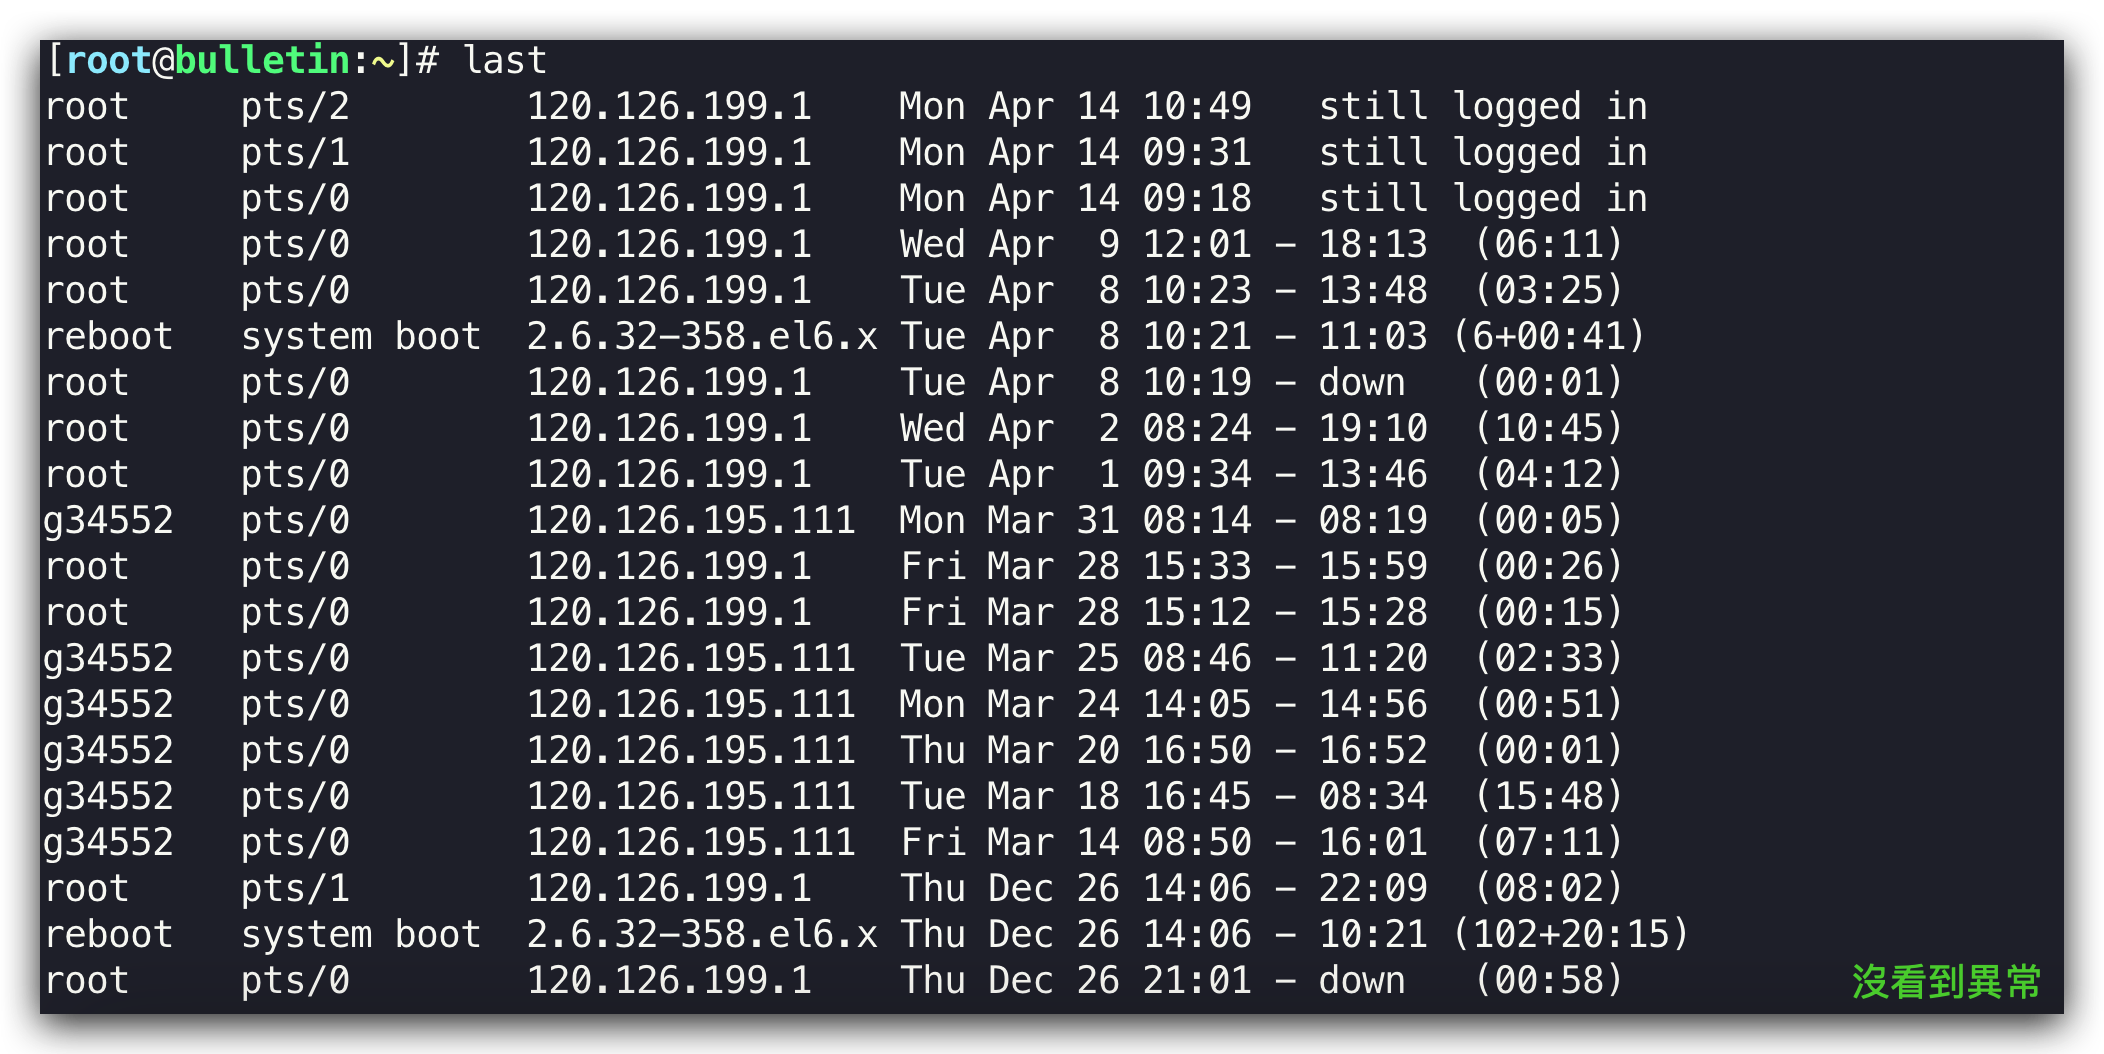 [root@bulletin:~]# last
root     pts/2        120.126.199.1    Mon Apr 14 10:49   still logged in
root     pts/1        120.126.199.1    Mon Apr 14 09:31   still logged in
root     pts/0        120.126.199.1    Mon Apr 14 09:18   still logged in
root     pts/0        120.126.199.1    Wed Apr  9 12:01 - 18:13  (06:11)
root     pts/0        120.126.199.1    Tue Apr  8 10:23 - 13:48  (03:25)
reboot   system boot  2.6.32-358.el6.x Tue Apr  8 10:21 - 11:03 (6+00:41)
root     pts/0        120.126.199.1    Tue Apr  8 10:19 - down   (00:01)
root     pts/0        120.126.199.1    Wed Apr  2 08:24 - 19:10  (10:45)
root     pts/0        120.126.199.1    Tue Apr  1 09:34 - 13:46  (04:12)
g34552   pts/0        120.126.195.111  Mon Mar 31 08:14 - 08:19  (00:05)
root     pts/0        120.126.199.1    Fri Mar 28 15:33 - 15:59  (00:26)
root     pts/0        120.126.199.1    Fri Mar 28 15:12 - 15:28  (00:15)
g34552   pts/0        120.126.195.111  Tue Mar 25 08:46 - 11:20  (02:33)
g34552   pts/0        120.126.195.111  Mon Mar 24 14:05 - 14:56  (00:51)
g34552   pts/0        120.126.195.111  Thu Mar 20 16:50 - 16:52  (00:01)
g34552   pts/0        120.126.195.111  Tue Mar 18 16:45 - 08:34  (15:48)
g34552   pts/0        120.126.195.111  Fri Mar 14 08:50 - 16:01  (07:11)
root     pts/1        120.126.199.1    Thu Dec 26 14:06 - 22:09  (08:02)
reboot   system boot  2.6.32-358.el6.x Thu Dec 26 14:06 - 10:21 (102+20:15)
root     pts/0        120.126.199.1    Thu Dec 26 21:01 - down   (00:58)
沒看到異常